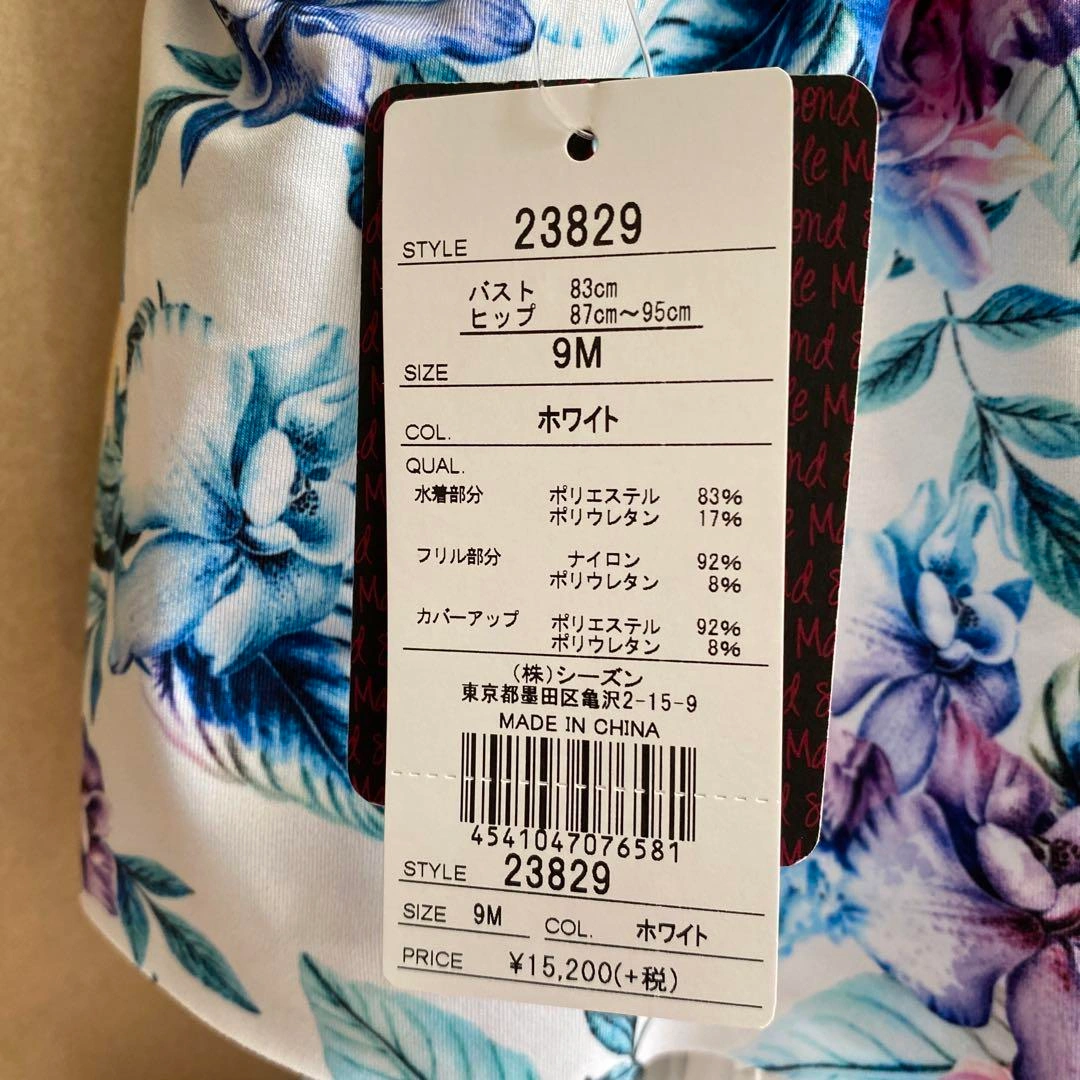 STYLE 23829
バスト 83cm
ヒップ 87cm〜95cm
SIZE 9M
COL. ホワイト
QUAL.
水着部分 ポリエステル 83%
ポリウレタン 17%
フリル部分 ナイロン 92%
ポリウレタン 8%
カバーアップ ポリエステル 92%
ポリウレタン 8%
(株)シーズン
東京都墨田区亀沢2-15-9
MADE IN CHINA
4541047076581
STYLE 23829
SIZE 9M COL. ホワイト
PRICE ¥15,200(+税)